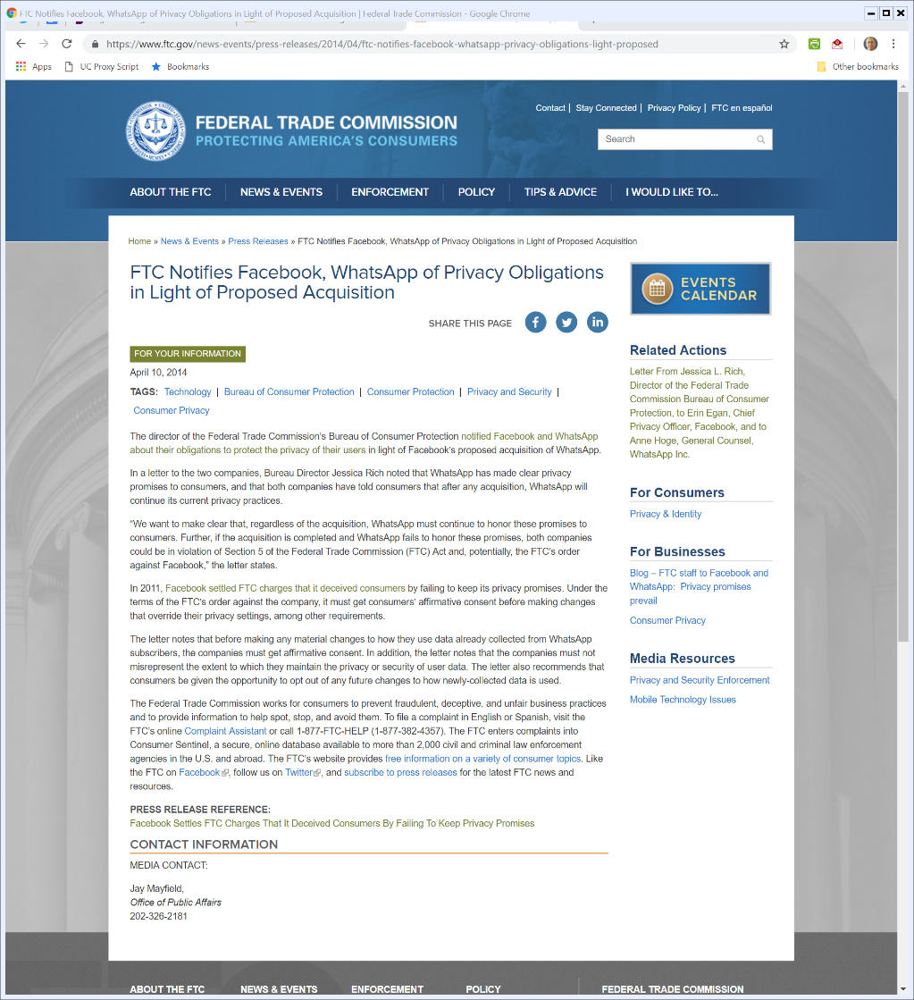 FTC Notifies Facebook, WhatsApp of Privacy Obligations in Light of Proposed Acquisition | Federal Trade Commission - Google Chrome
https://www.ftc.gov/news-events/press-releases/2014/04/ftc-notifies-facebook-whatsapp-privacy-obligations-light-proposed
Apps UC Proxy Script Bookmarks Other bookmarks
Contact | Stay Connected | Privacy Policy | FTC en español
FEDERAL TRADE COMMISSION
PROTECTING AMERICA'S CONSUMERS
Search
ABOUT THE FTC NEWS & EVENTS ENFORCEMENT POLICY TIPS & ADVICE I WOULD LIKE TO...
Home » News & Events » Press Releases » FTC Notifies Facebook, WhatsApp of Privacy Obligations in Light of Proposed Acquisition
FTC Notifies Facebook, WhatsApp of Privacy Obligations
in Light of Proposed Acquisition
SHARE THIS PAGE
FOR YOUR INFORMATION
April 10, 2014
TAGS: Technology | Bureau of Consumer Protection | Consumer Protection | Privacy and Security |
Consumer Privacy
The director of the Federal Trade Commission's Bureau of Consumer Protection notified Facebook and WhatsApp
about their obligations to protect the privacy of their users in light of Facebook's proposed acquisition of WhatsApp.
In a letter to the two companies, Bureau Director Jessica Rich noted that WhatsApp has made clear privacy
promises to consumers, and that both companies have told consumers that after any acquisition, WhatsApp will
continue its current privacy practices.
"We want to make clear that, regardless of the acquisition, WhatsApp must continue to honor these promises to
consumers. Further, if the acquisition is completed and WhatsApp fails to honor these promises, both companies
could be in violation of Section 5 of the Federal Trade Commission (FTC) Act and, potentially, the FTC's order
against Facebook," the letter states.
In 2011, Facebook settled FTC charges that it deceived consumers by failing to keep its privacy promises. Under the
terms of the FTC's order against the company, it must get consumers' affirmative consent before making changes
that override their privacy settings, among other requirements.
The letter notes that before making any material changes to how they use data already collected from WhatsApp
subscribers, the companies must get affirmative consent. In addition, the letter notes that the companies must not
misrepresent the extent to which they maintain the privacy or security of user data. The letter also recommends that
consumers be given the opportunity to opt out of any future changes to how newly-collected data is used.
The Federal Trade Commission works for consumers to prevent fraudulent, deceptive, and unfair business practices
and to provide information to help spot, stop, and avoid them. To file a complaint in English or Spanish, visit the
FTC's online Complaint Assistant or call 1-877-FTC-HELP (1-877-382-4357). The FTC enters complaints into
Consumer Sentinel, a secure, online database available to more than 2,000 civil and criminal law enforcement
agencies in the U.S. and abroad. The FTC's website provides free information on a variety of consumer topics. Like
the FTC on Facebook, follow us on Twitter, and subscribe to press releases for the latest FTC news and
resources.
PRESS RELEASE REFERENCE:
Facebook Settles FTC Charges That It Deceived Consumers By Failing To Keep Privacy Promises
CONTACT INFORMATION
MEDIA CONTACT:
Jay Mayfield,
Office of Public Affairs
202-326-2181
EVENTS
CALENDAR
Related Actions
Letter From Jessica L. Rich,
Director of the Federal Trade
Commission Bureau of Consumer
Protection, to Erin Egan, Chief
Privacy Officer, Facebook, and to
Anne Hoge, General Counsel,
WhatsApp Inc.
For Consumers
Privacy & Identity
For Businesses
Blog – FTC staff to Facebook and
WhatsApp: Privacy promises
prevail
Consumer Privacy
Media Resources
Privacy and Security Enforcement
Mobile Technology Issues
ABOUT THE FTC NEWS & EVENTS ENFORCEMENT POLICY FEDERAL TRADE COMMISSION